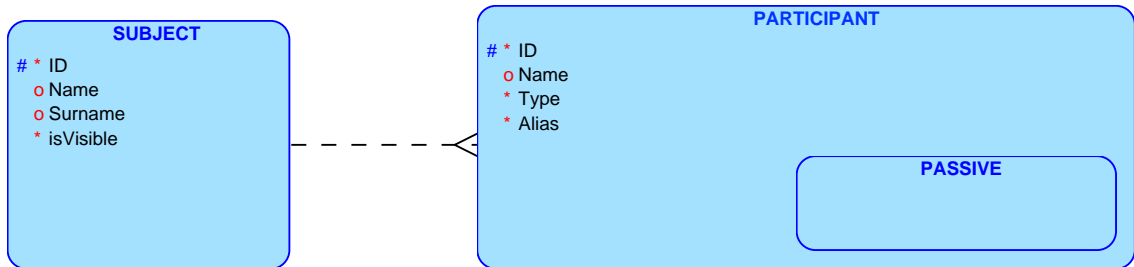 SUBJECT
# * ID
o Name
o Surname
* isVisible
PARTICIPANT
# * ID
o Name
* Type
* Alias
PASSIVE